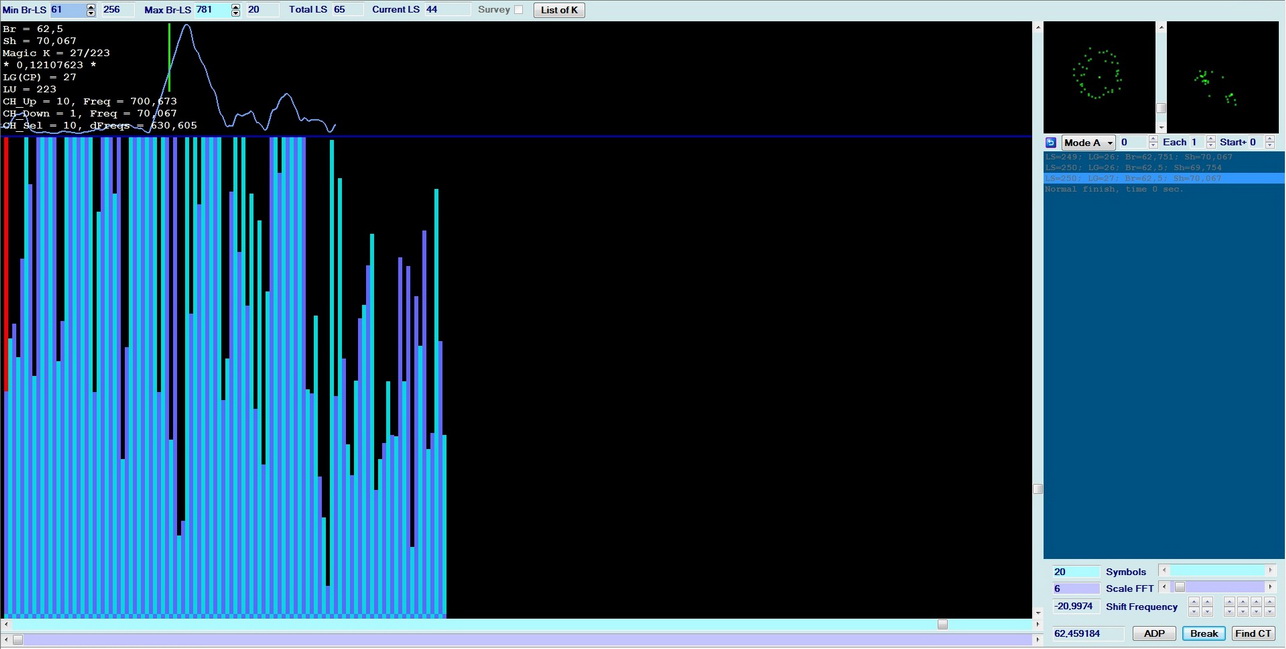 Min Br-LS 61 256 Max Br-LS 781 20 Total LS 65 Current LS 44 Survey List of K
Br = 62,5
Sh = 70,067
Magic K = 27/223
* 0,12107623 *
LG(CP) = 27
LU = 223
CH_Up = 10, Freq = 700,673
CH_Down = 1, Freq = 70,067
CH_Sel = 10, dFreqs = 630,605
Mode A 0 Each 1 Start+ 0
LS=249; LG=26; Br=62,751; Sh=70,067
LS=250; LG=26; Br=62,5; Sh=69,754
LS=250; LG=27; Br=62,5; Sh=70,067
Normal finish, time 0 sec.
20 Symbols
6 Scale FFT
-20,9974 Shift Frequency
62,459184 ADP Break Find CT